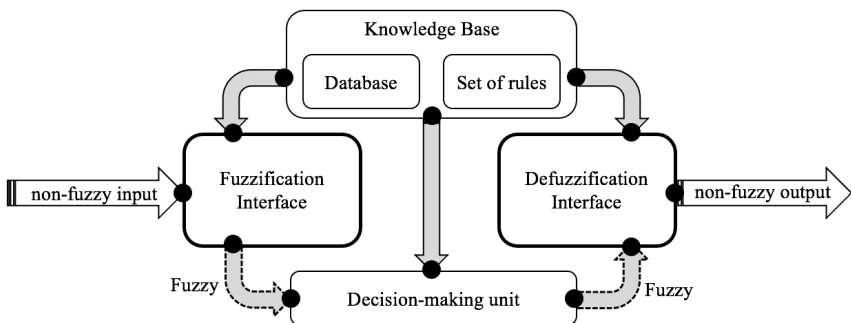 Knowledge Base
Database
Set of rules
non-fuzzy input
Fuzzification
Interface
Defuzzification
Interface
non-fuzzy output
Fuzzy
Decision-making unit
Fuzzy